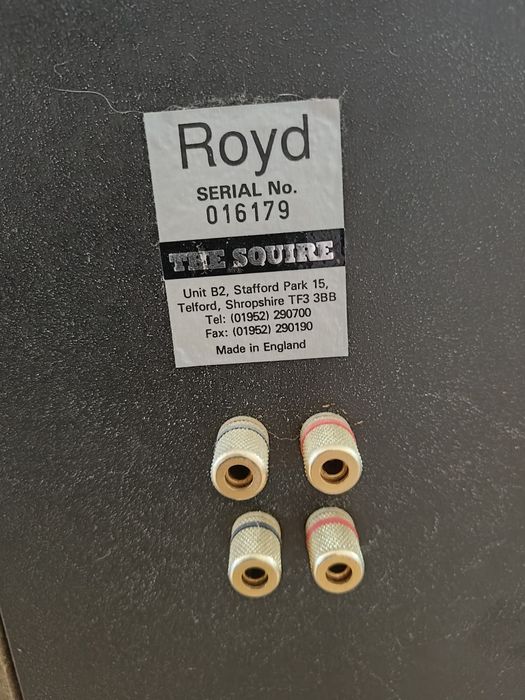 Royd
SERIAL No.
016179
THE SQUIRE
Unit B2, Stafford Park 15,
Telford, Shropshire TF3 3BB
Tel: (01952) 290700
Fax: (01952) 290190
Made in England